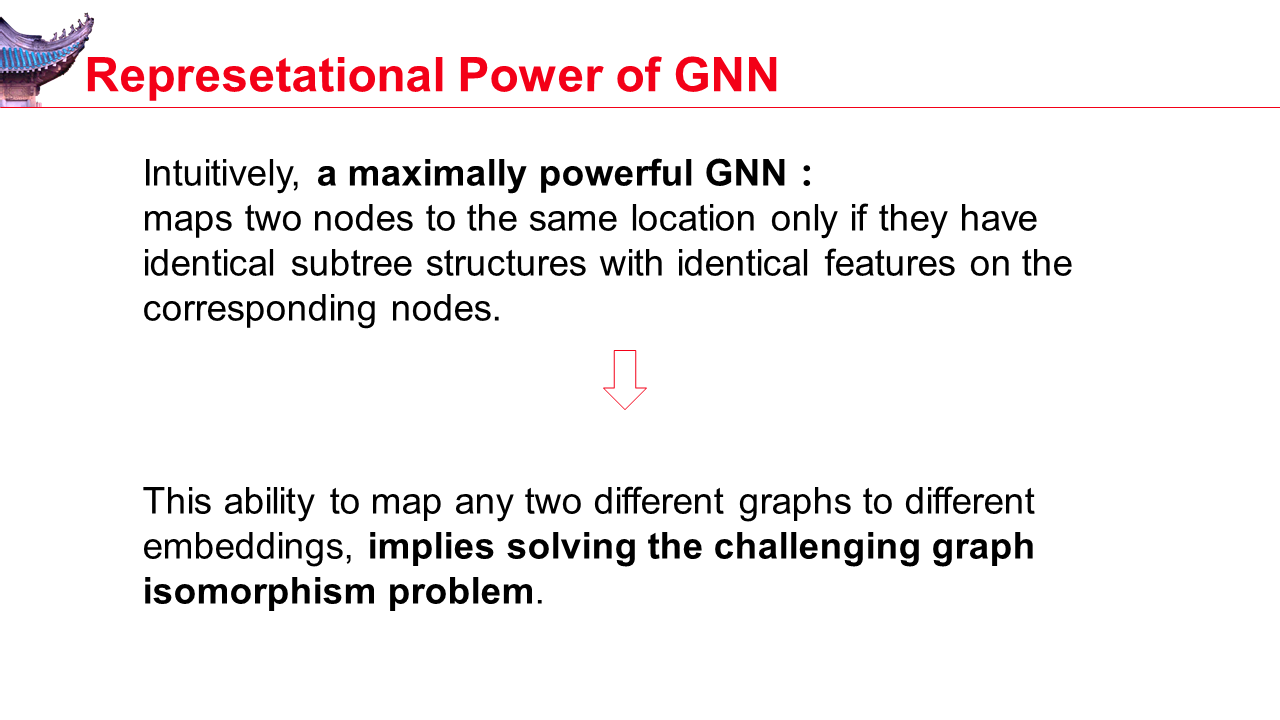 Represetational Power of GNN
Intuitively, a maximally powerful GNN：
maps two nodes to the same location only if they have
identical subtree structures with identical features on the
corresponding nodes.
This ability to map any two different graphs to different
embeddings, implies solving the challenging graph
isomorphism problem.